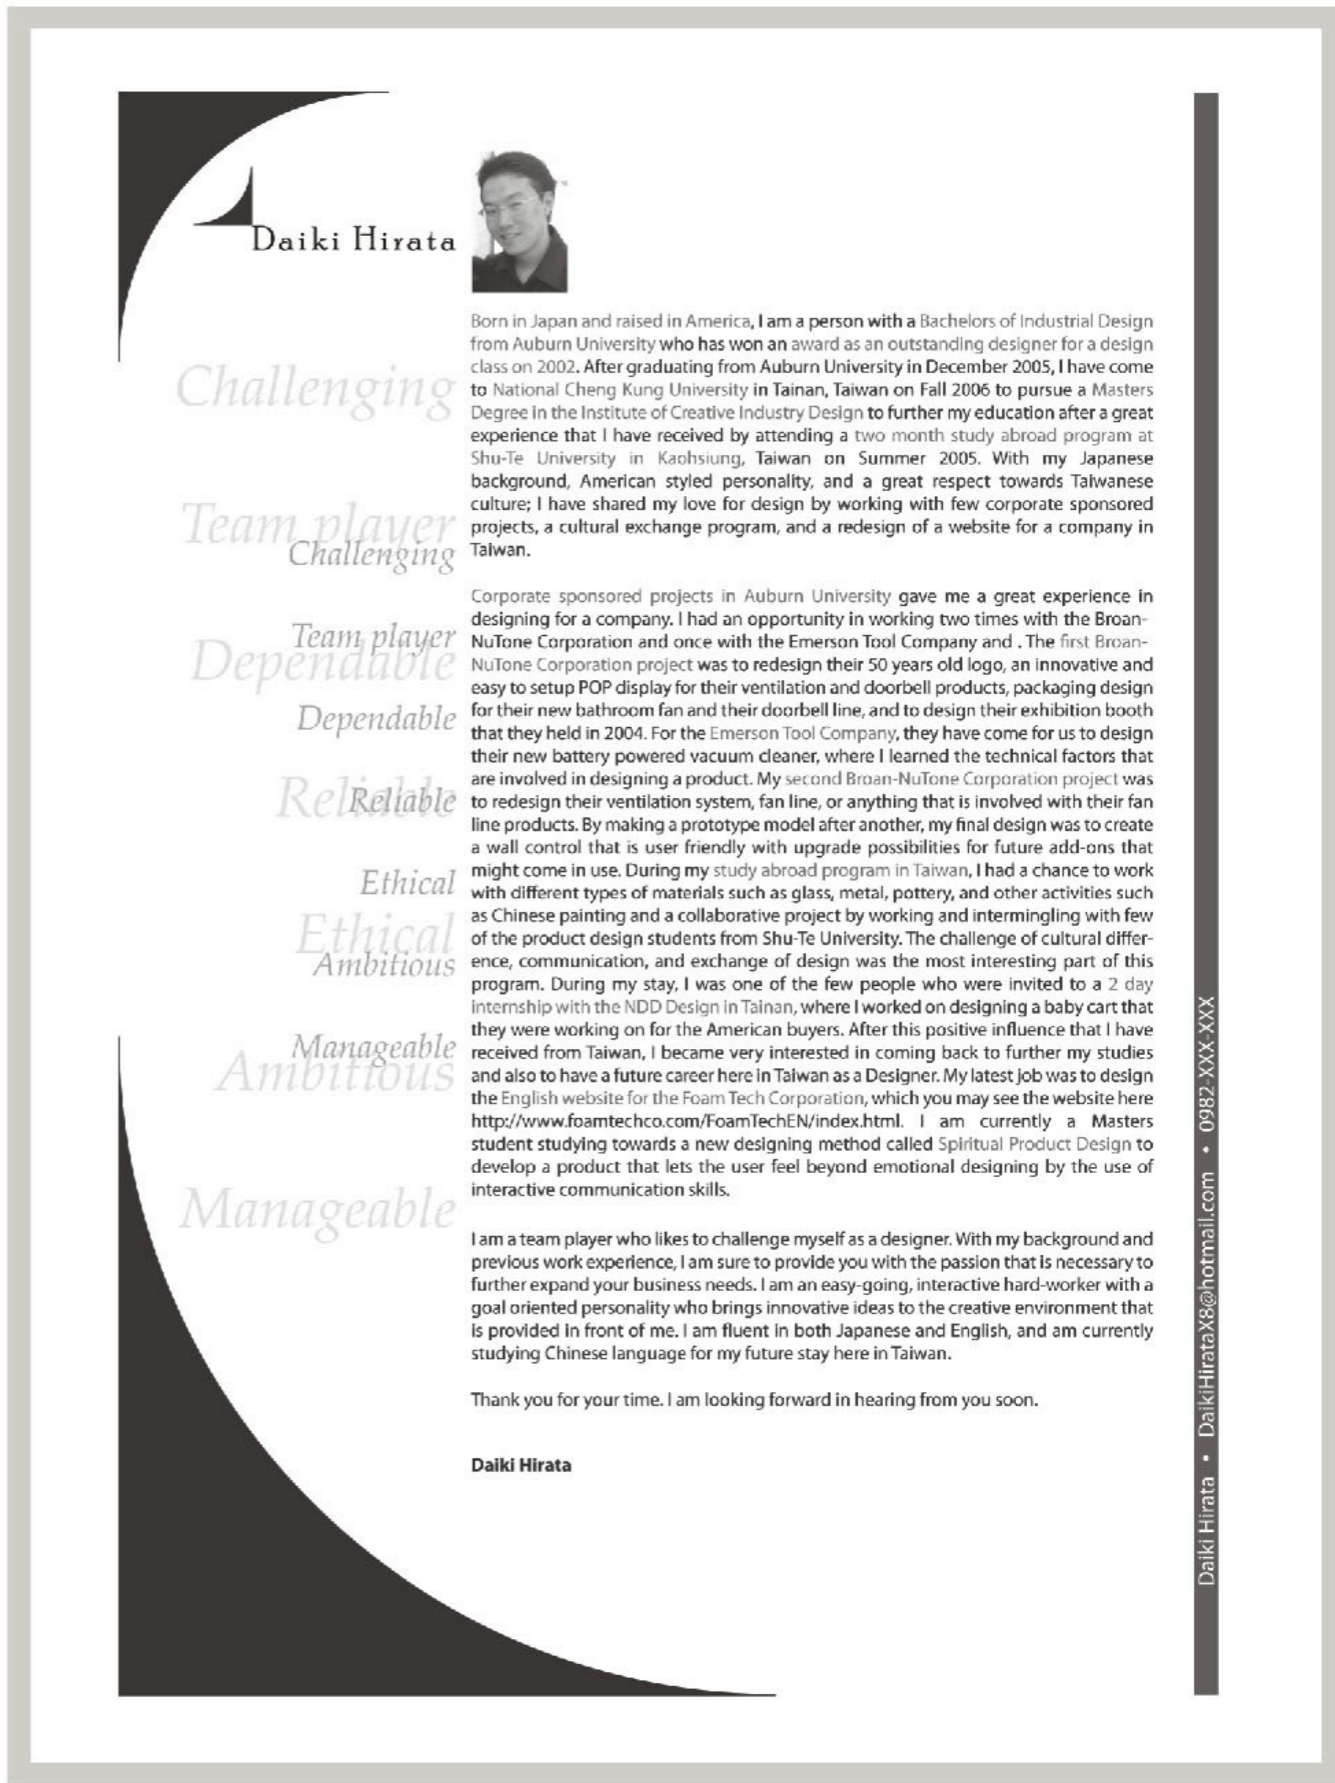 Daiki Hirata
Born in Japan and raised in America, I am a person with a Bachelors of Industrial Design
from Auburn University who has won an award as an outstanding designer for a design
class on 2002. After graduating from Auburn University in December 2005, I have come
to National Cheng Kung University in Tainan, Taiwan on Fall 2006 to pursue a Masters
Degree in the Institute of Creative Industry Design to further my education after a great
experience that I have received by attending a two month study abroad program at
Shu-Te University in Kaohsiung, Taiwan on Summer 2005. With my Japanese
background, American styled personality, and a great respect towards Taiwanese
culture; I have shared my love for design by working with few corporate sponsored
projects, a cultural exchange program, and a redesign of a website for a company in
Taiwan.
Corporate sponsored projects in Auburn University gave me a great experience in
designing for a company. I had an opportunity in working two times with the Broan-
NuTone Corporation and once with the Emerson Tool Company and . The first Broan-
NuTone Corporation project was to redesign their 50 years old logo, an innovative and
easy to setup POP display for their ventilation and doorbell products, packaging design
for their new bathroom fan and their doorbell line, and to design their exhibition booth
that they held in 2004. For the Emerson Tool Company, they have come for us to design
their new battery powered vacuum cleaner, where I learned the technical factors that
are involved in designing a product. My second Broan-NuTone Corporation project was
to redesign their ventilation system, fan line, or anything that is involved with their fan
line products. By making a prototype model after another, my final design was to create
a wall control that is user friendly with upgrade possibilities for future add-ons that
might come in use. During my study abroad program in Taiwan, I had a chance to work
with different types of materials such as glass, metal, pottery, and other activities such
as Chinese painting and a collaborative project by working and intermingling with few
of the product design students from Shu-Te University. The challenge of cultural differ-
ence, communication, and exchange of design was the most interesting part of this
program. During my stay, I was one of the few people who were invited to a 2 day
internship with the NDD Design in Tainan, where I worked on designing a baby cart that
they were working on for the American buyers. After this positive influence that I have
received from Taiwan, I became very interested in coming back to further my studies
and also to have a future career here in Taiwan as a Designer. My latest job was to design
the English website for the Foam Tech Corporation, which you may see the website here
http://www.foamtechco.com/FoamTechEN/index.html. I am currently a Masters
student studying towards a new designing method called Spiritual Product Design to
develop a product that lets the user feel beyond emotional designing by the use of
interactive communication skills.
I am a team player who likes to challenge myself as a designer. With my background and
previous work experience, I am sure to provide you with the passion that is necessary to
further expand your business needs. I am an easy-going, interactive hard-worker with a
goal oriented personality who brings innovative ideas to the creative environment that
is provided in front of me. I am fluent in both Japanese and English, and am currently
studying Chinese language for my future stay here in Taiwan.
Thank you for your time. I am looking forward in hearing from you soon.
Daiki Hirata
Challenging
Team player
Challenging
Team player
Dependable
Dependable
Reliable
Reliable
Ethical
Ethical
Ambitious
Manageable
Ambitious
Manageable
Daiki Hirata • DaikiHirataX8@hotmail.com • 0982-XXX-XXX